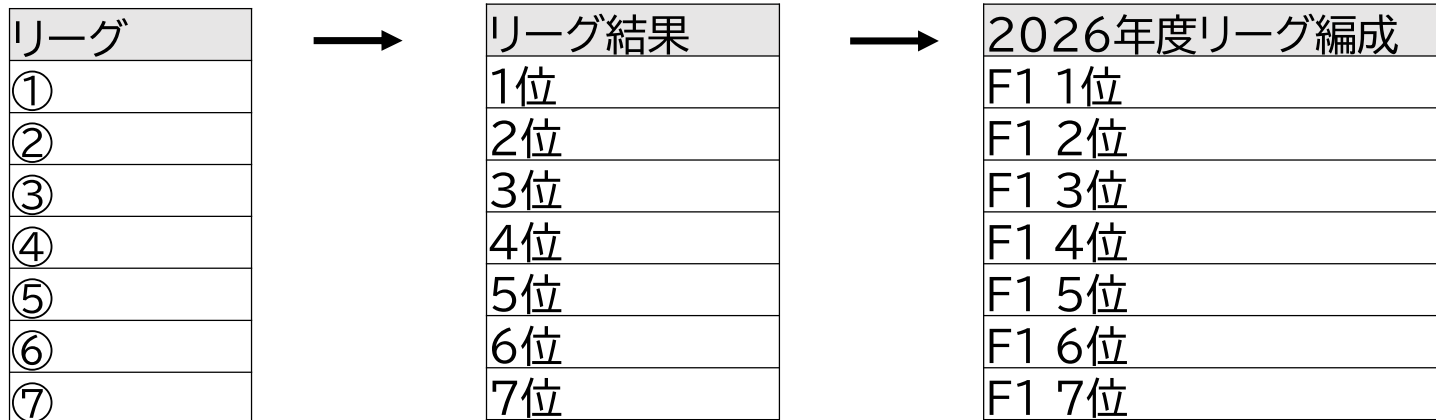 リーグ
①
②
③
④
⑤
⑥
⑦
リーグ結果
1位
2位
3位
4位
5位
6位
7位
2026年度リーグ編成
F1 1位
F1 2位
F1 3位
F1 4位
F1 5位
F1 6位
F1 7位